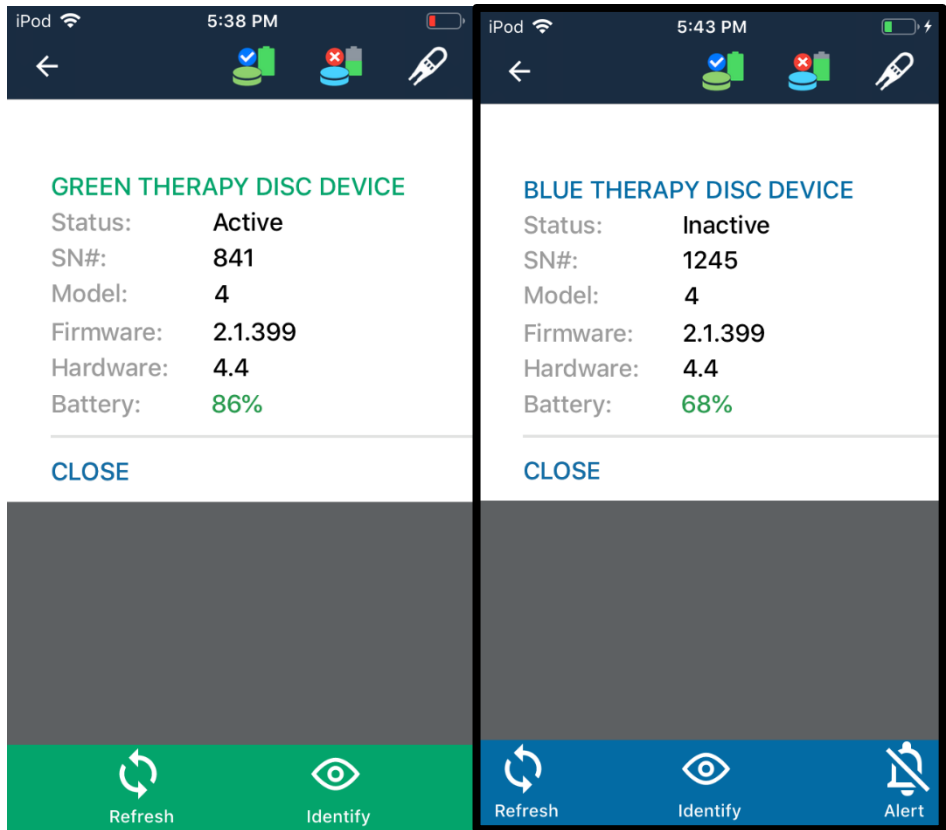 iPod 5:38 PM
GREEN THERAPY DISC DEVICE
Status: Active
SN#: 841
Model: 4
Firmware: 2.1.399
Hardware: 4.4
Battery: 86%
CLOSE
Refresh Identify
iPod 5:43 PM
BLUE THERAPY DISC DEVICE
Status: Inactive
SN#: 1245
Model: 4
Firmware: 2.1.399
Hardware: 4.4
Battery: 68%
CLOSE
Refresh Identify Alert